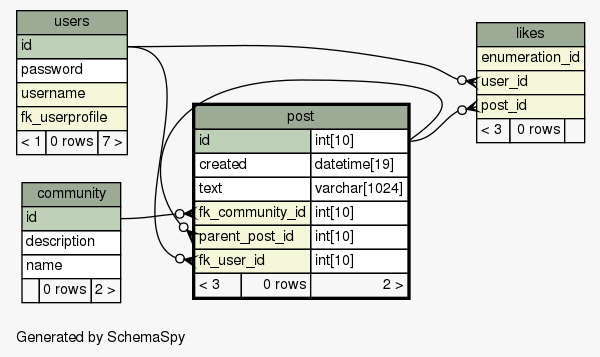 users
id
password
username
fk_userprofile
< 1 0 rows 7 >
community
id
description
name
0 rows 2 >
post
id int[10]
created datetime[19]
text varchar[1024]
fk_community_id int[10]
parent_post_id int[10]
fk_user_id int[10]
< 3 0 rows 2 >
likes
enumeration_id
user_id
post_id
< 3 0 rows
Generated by SchemaSpy